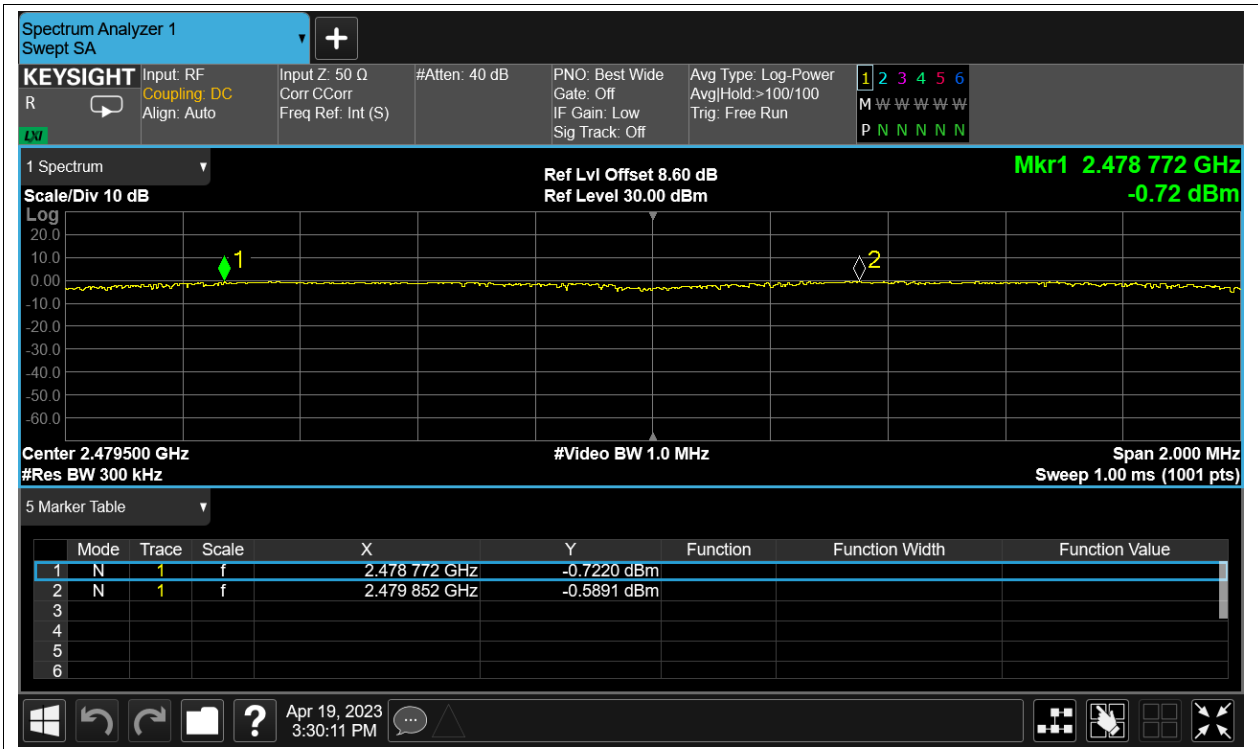 Spectrum Analyzer 1
Swept SA
KEYSIGHT Input: RF Input Z: 50 Ω #Atten: 40 dB PNO: Best Wide Avg Type: Log-Power 1 2 3 4 5 6
R Coupling: DC Corr CCorr Gate: Off Avg|Hold:>100/100
Align: Auto Freq Ref: Int (S) IF Gain: Low Trig: Free Run M W W W W W W
LXI Sig Track: Off P N N N N N
1 Spectrum Ref Lvl Offset 8.60 dB Mkr1 2.478 772 GHz
Scale/Div 10 dB Ref Level 30.00 dBm -0.72 dBm
Log
20.0
10.0 1 2
0.00
-10.0
-20.0
-30.0
-40.0
-50.0
-60.0
Center 2.479500 GHz #Video BW 1.0 MHz Span 2.000 MHz
#Res BW 300 kHz Sweep 1.00 ms (1001 pts)
5 Marker Table
Mode Trace Scale X Y Function Function Width Function Value
1 N 1 f 2.478 772 GHz -0.7220 dBm
2 N 1 f 2.479 852 GHz -0.5891 dBm
3
4
5
6
? Apr 19, 2023
3:30:11 PM